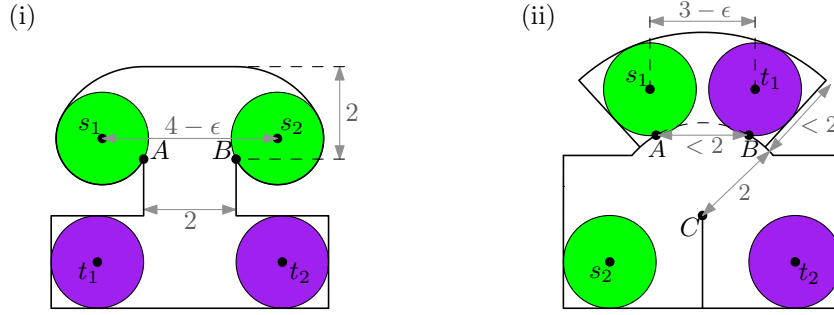 (i)
s₁
4 − ϵ
s₂
2
A
B
2
t₁
t₂
(ii)
3 − ϵ
s₁
t₁
< 2
A
< 2
B
2
C
s₂
t₂